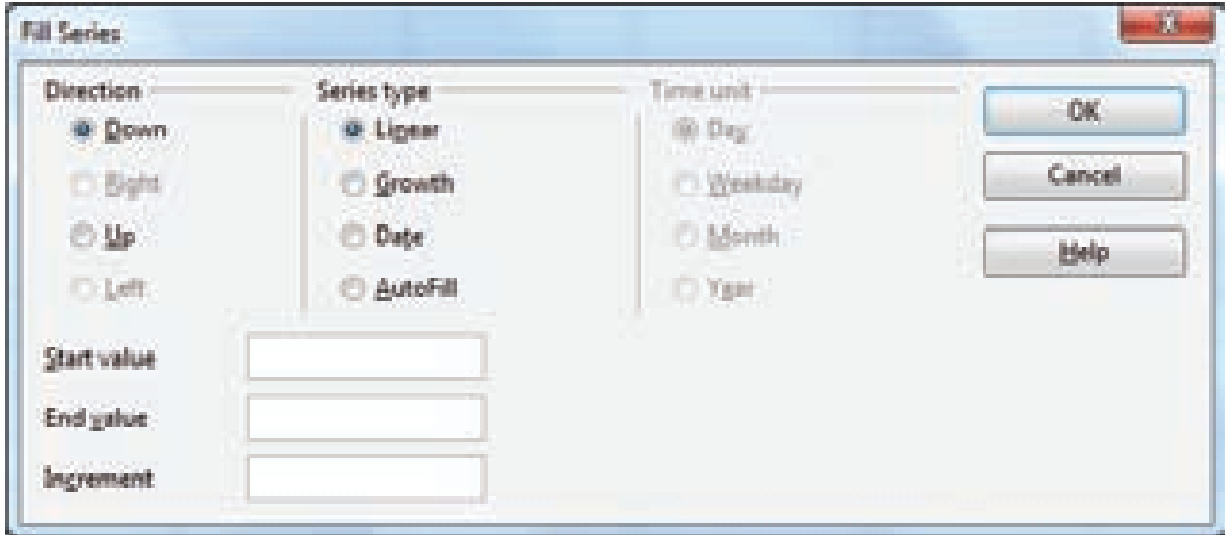 Fill Series
Direction
Down
Right
Up
Left
Series type
Linear
Growth
Date
AutoFill
Time unit
Day
Weekday
Month
Year
OK
Cancel
Help
Start value
End value
Increment